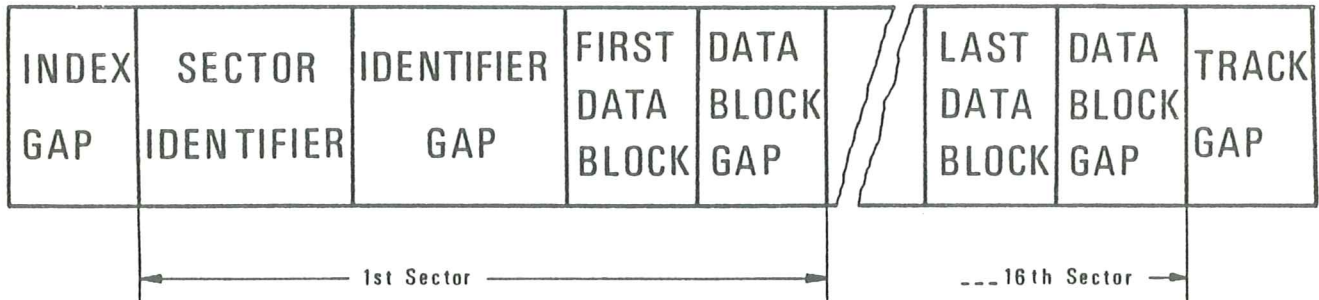 INDEX GAP
SECTOR IDENTIFIER
IDENTIFIER GAP
FIRST DATA BLOCK
DATA BLOCK GAP
LAST DATA BLOCK
DATA BLOCK GAP
TRACK GAP
1st Sector
---16th Sector